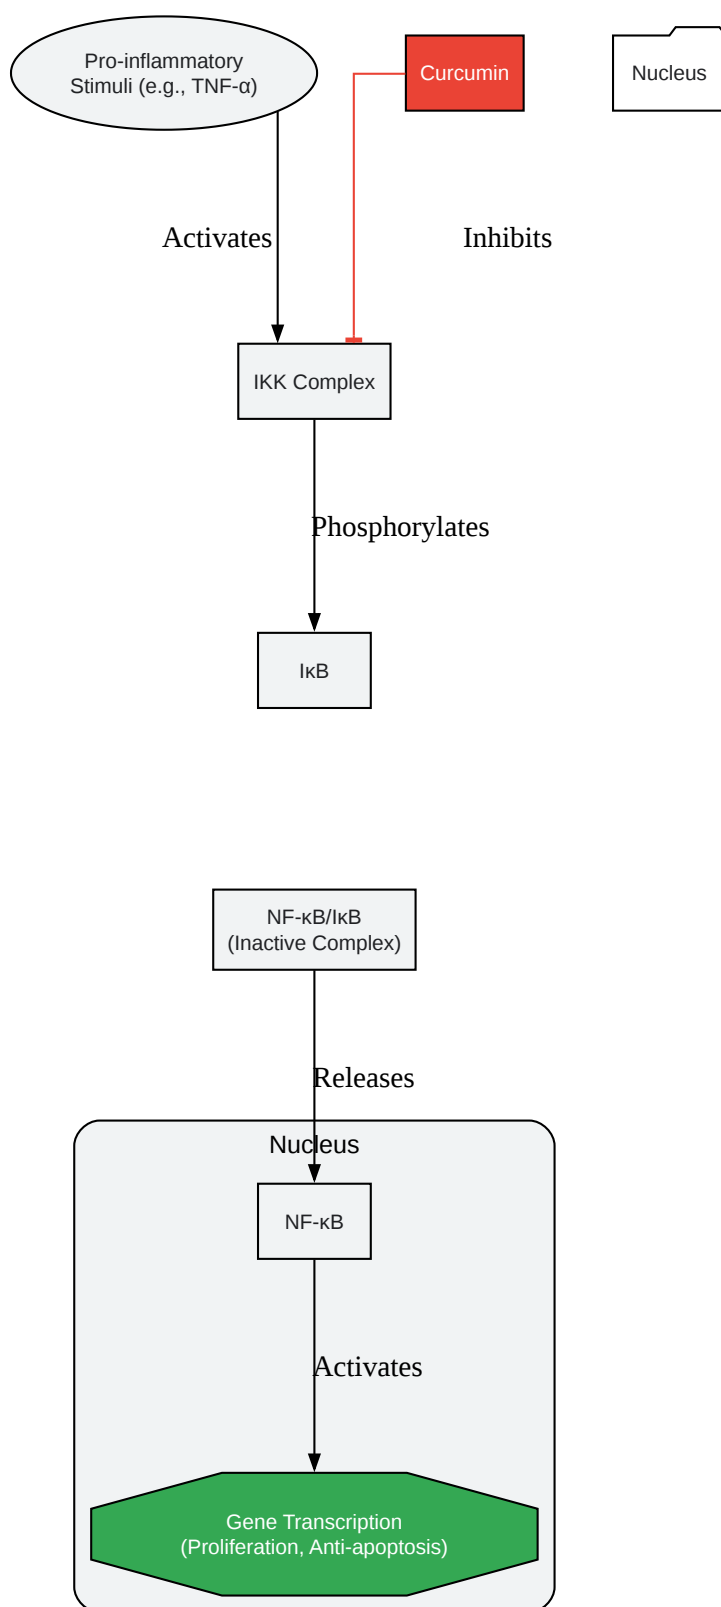 Pro-inflammatory
Stimuli (e.g., TNF-α)
Curcumin
Nucleus
Activates
Inhibits
IKK Complex
Phosphorylates
IκB
NF-κB/IκB
(Inactive Complex)
Releases
Nucleus
NF-κB
Activates
Gene Transcription
(Proliferation, Anti-apoptosis)